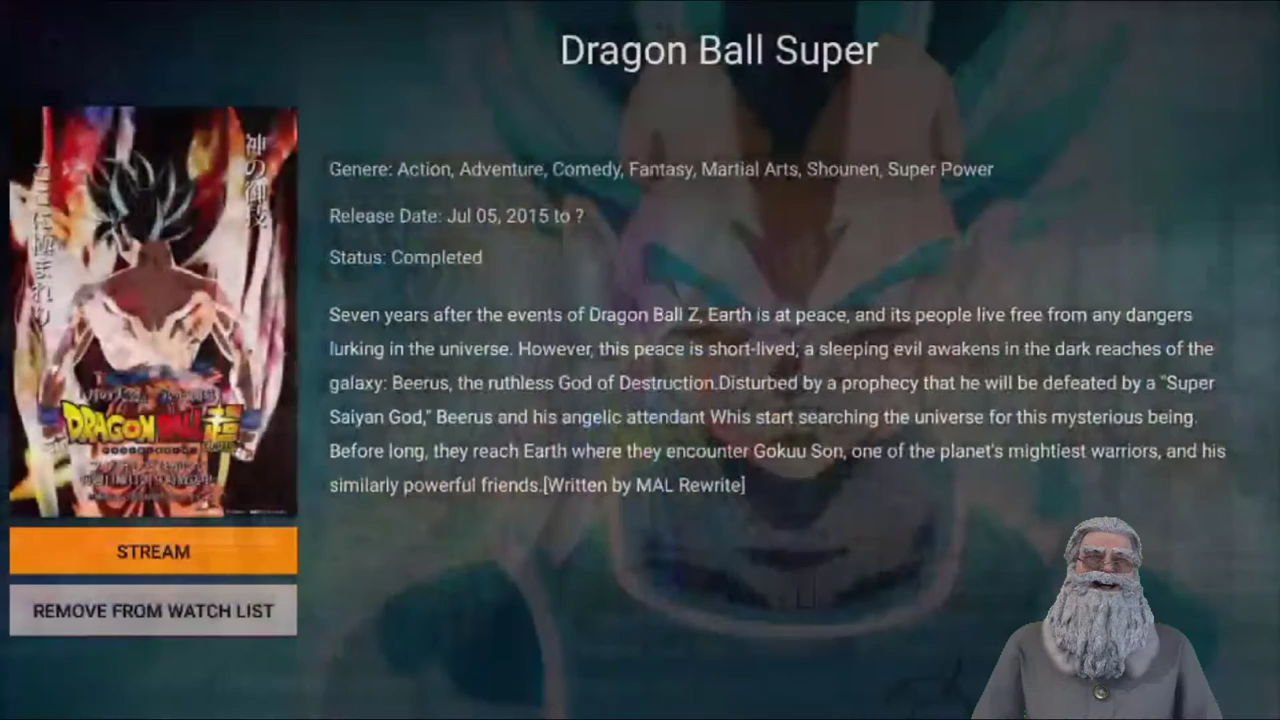 Dragon Ball Super
Genere: Action, Adventure, Comedy, Fantasy, Martial Arts, Shounen, Super Power
Release Date: Jul 05, 2015 to ?
Status: Completed
Seven years after the events of Dragon Ball Z, Earth is at peace, and its people live free from any dangers
lurking in the universe. However, this peace is short-lived; a sleeping evil awakens in the dark reaches of the
galaxy: Beerus, the ruthless God of Destruction.Disturbed by a prophecy that he will be defeated by a "Super
Saiyan God," Beerus and his angelic attendant Whis start searching the universe for this mysterious being.
Before long, they reach Earth where they encounter Gokuu Son, one of the planet's mightiest warriors, and his
similarly powerful friends.[Written by MAL Rewrite]
神の御技
DRAGON BALL 超
STREAM
REMOVE FROM WATCH LIST